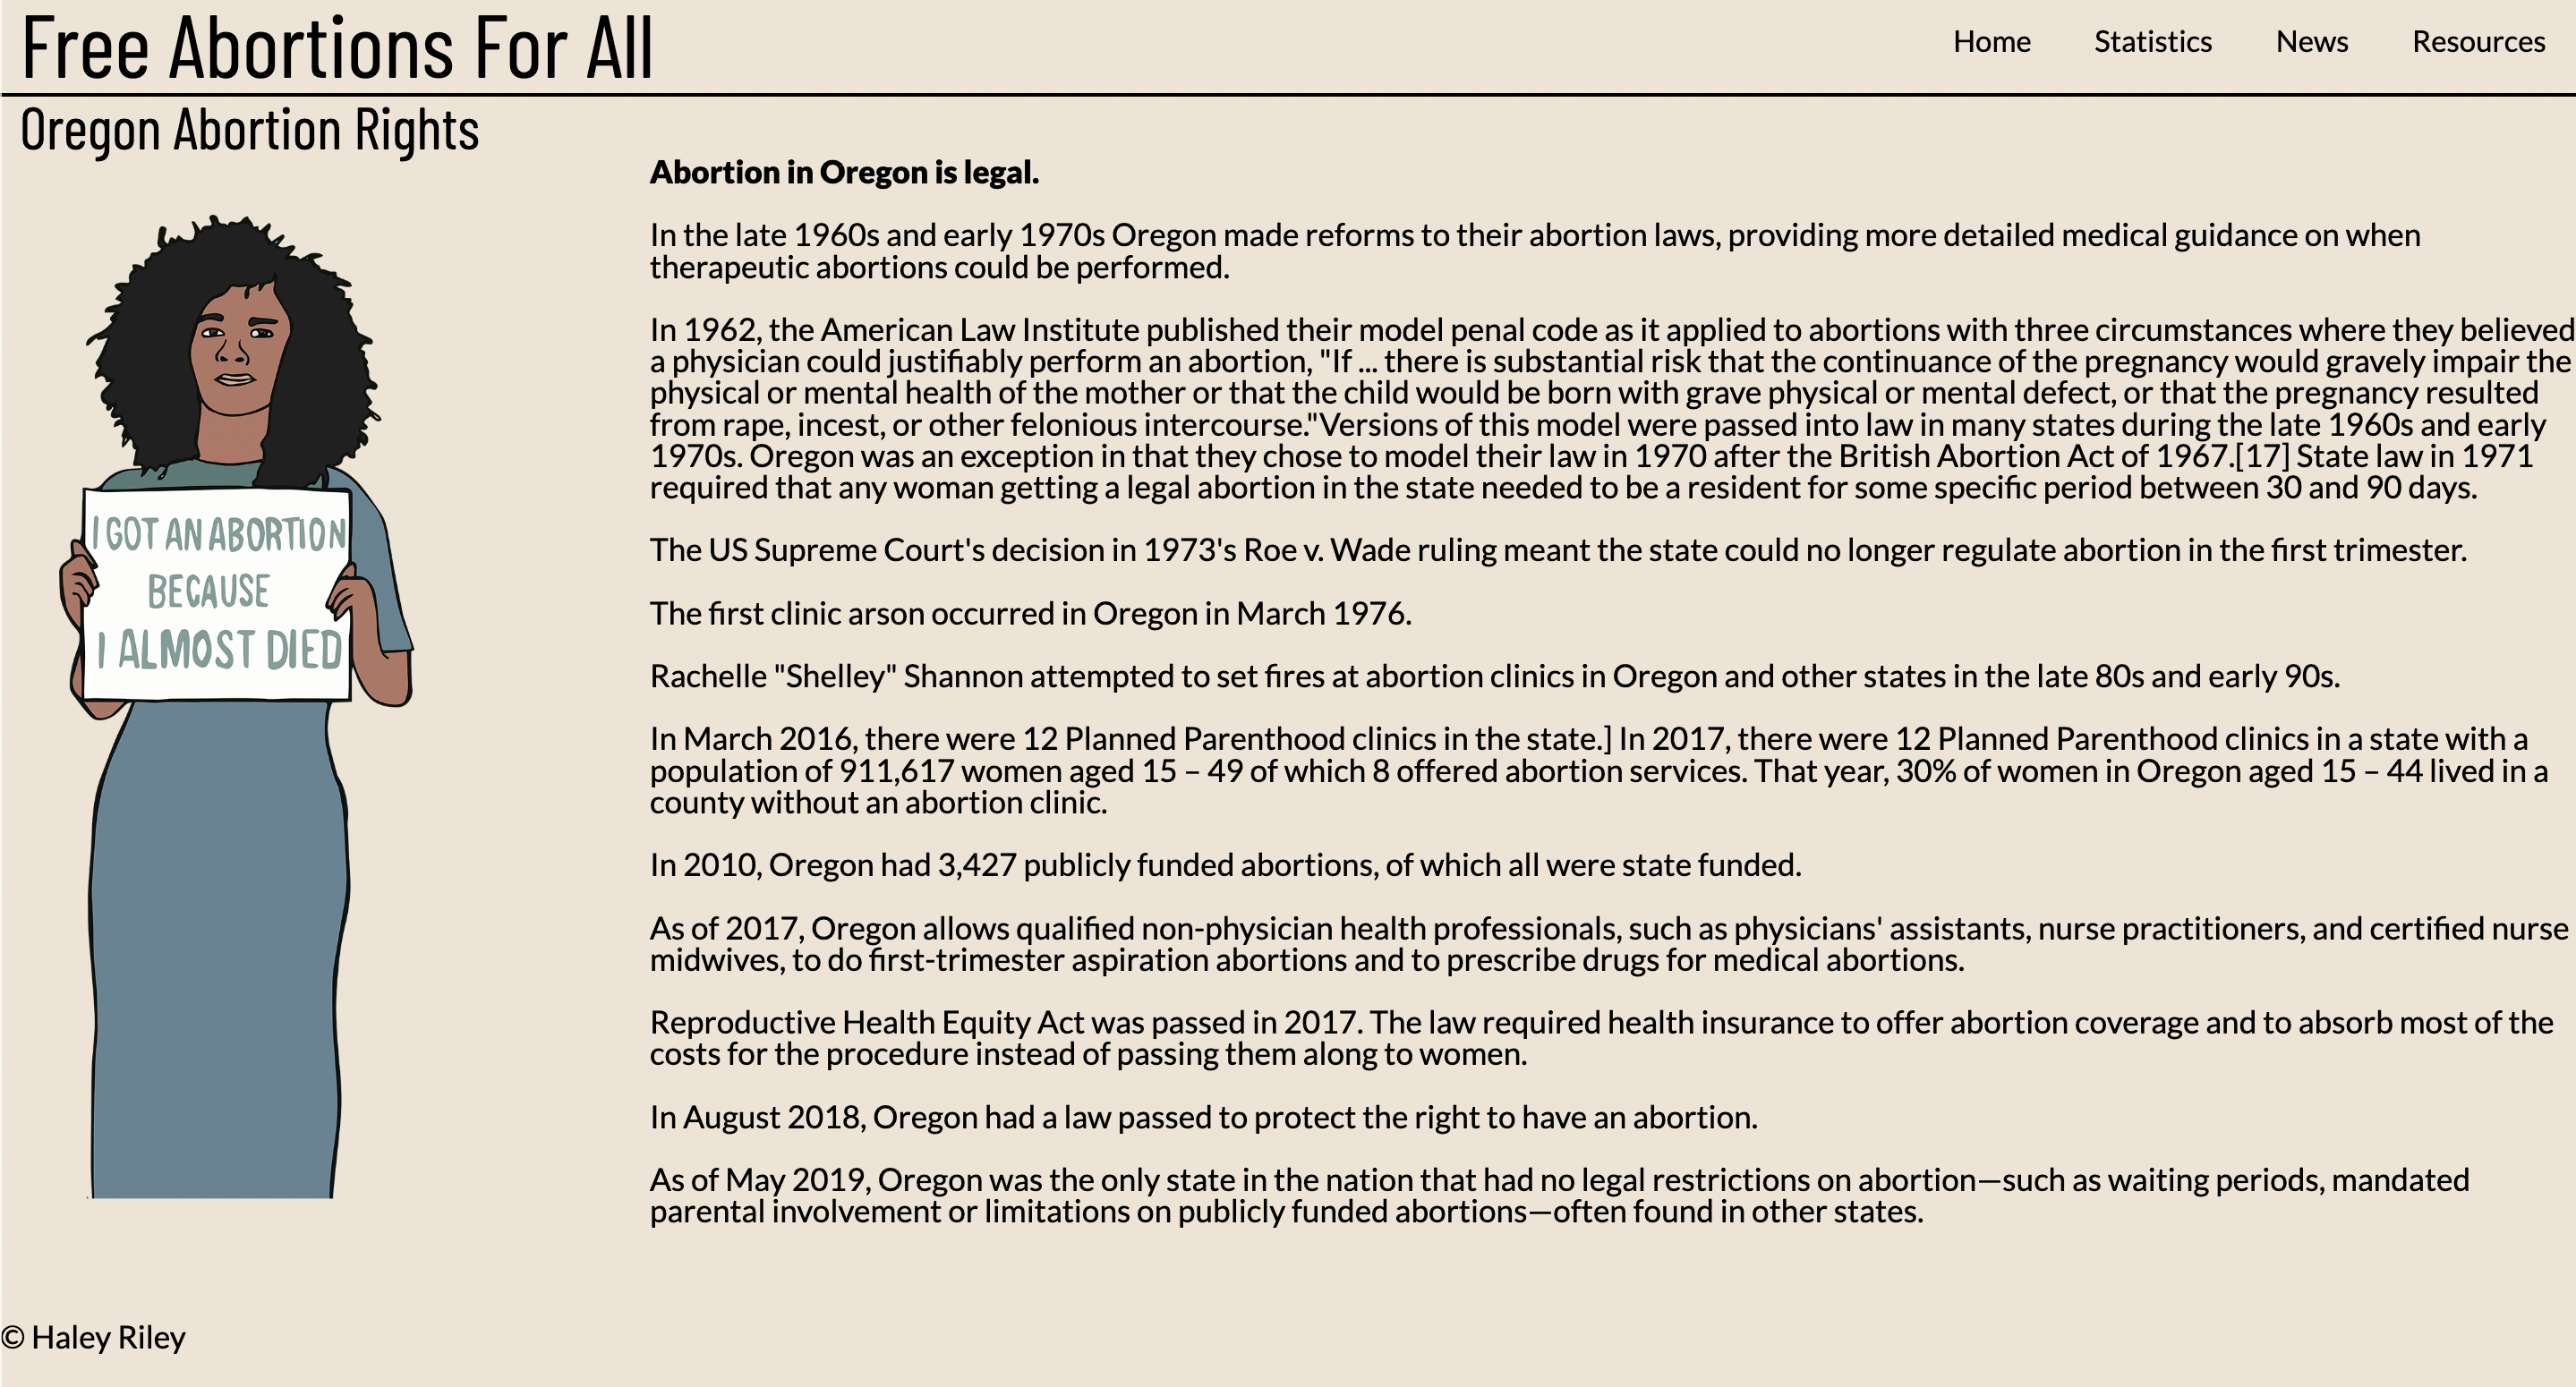 Free Abortions For All
Home Statistics News Resources
Oregon Abortion Rights
Abortion in Oregon is legal.
In the late 1960s and early 1970s Oregon made reforms to their abortion laws, providing more detailed medical guidance on when
therapeutic abortions could be performed.
In 1962, the American Law Institute published their model penal code as it applied to abortions with three circumstances where they believed
a physician could justifiably perform an abortion, "If ... there is substantial risk that the continuance of the pregnancy would gravely impair the
physical or mental health of the mother or that the child would be born with grave physical or mental defect, or that the pregnancy resulted
from rape, incest, or other felonious intercourse."Versions of this model were passed into law in many states during the late 1960s and early
1970s. Oregon was an exception in that they chose to model their law in 1970 after the British Abortion Act of 1967.[17] State law in 1971
required that any woman getting a legal abortion in the state needed to be a resident for some specific period between 30 and 90 days.
The US Supreme Court's decision in 1973's Roe v. Wade ruling meant the state could no longer regulate abortion in the first trimester.
The first clinic arson occurred in Oregon in March 1976.
Rachelle "Shelley" Shannon attempted to set fires at abortion clinics in Oregon and other states in the late 80s and early 90s.
In March 2016, there were 12 Planned Parenthood clinics in the state.] In 2017, there were 12 Planned Parenthood clinics in a state with a
population of 911,617 women aged 15 – 49 of which 8 offered abortion services. That year, 30% of women in Oregon aged 15 – 44 lived in a
county without an abortion clinic.
In 2010, Oregon had 3,427 publicly funded abortions, of which all were state funded.
As of 2017, Oregon allows qualified non-physician health professionals, such as physicians' assistants, nurse practitioners, and certified nurse
midwives, to do first-trimester aspiration abortions and to prescribe drugs for medical abortions.
Reproductive Health Equity Act was passed in 2017. The law required health insurance to offer abortion coverage and to absorb most of the
costs for the procedure instead of passing them along to women.
In August 2018, Oregon had a law passed to protect the right to have an abortion.
As of May 2019, Oregon was the only state in the nation that had no legal restrictions on abortion—such as waiting periods, mandated
parental involvement or limitations on publicly funded abortions—often found in other states.
I GOT AN ABORTION
BECAUSE
I ALMOST DIED
© Haley Riley